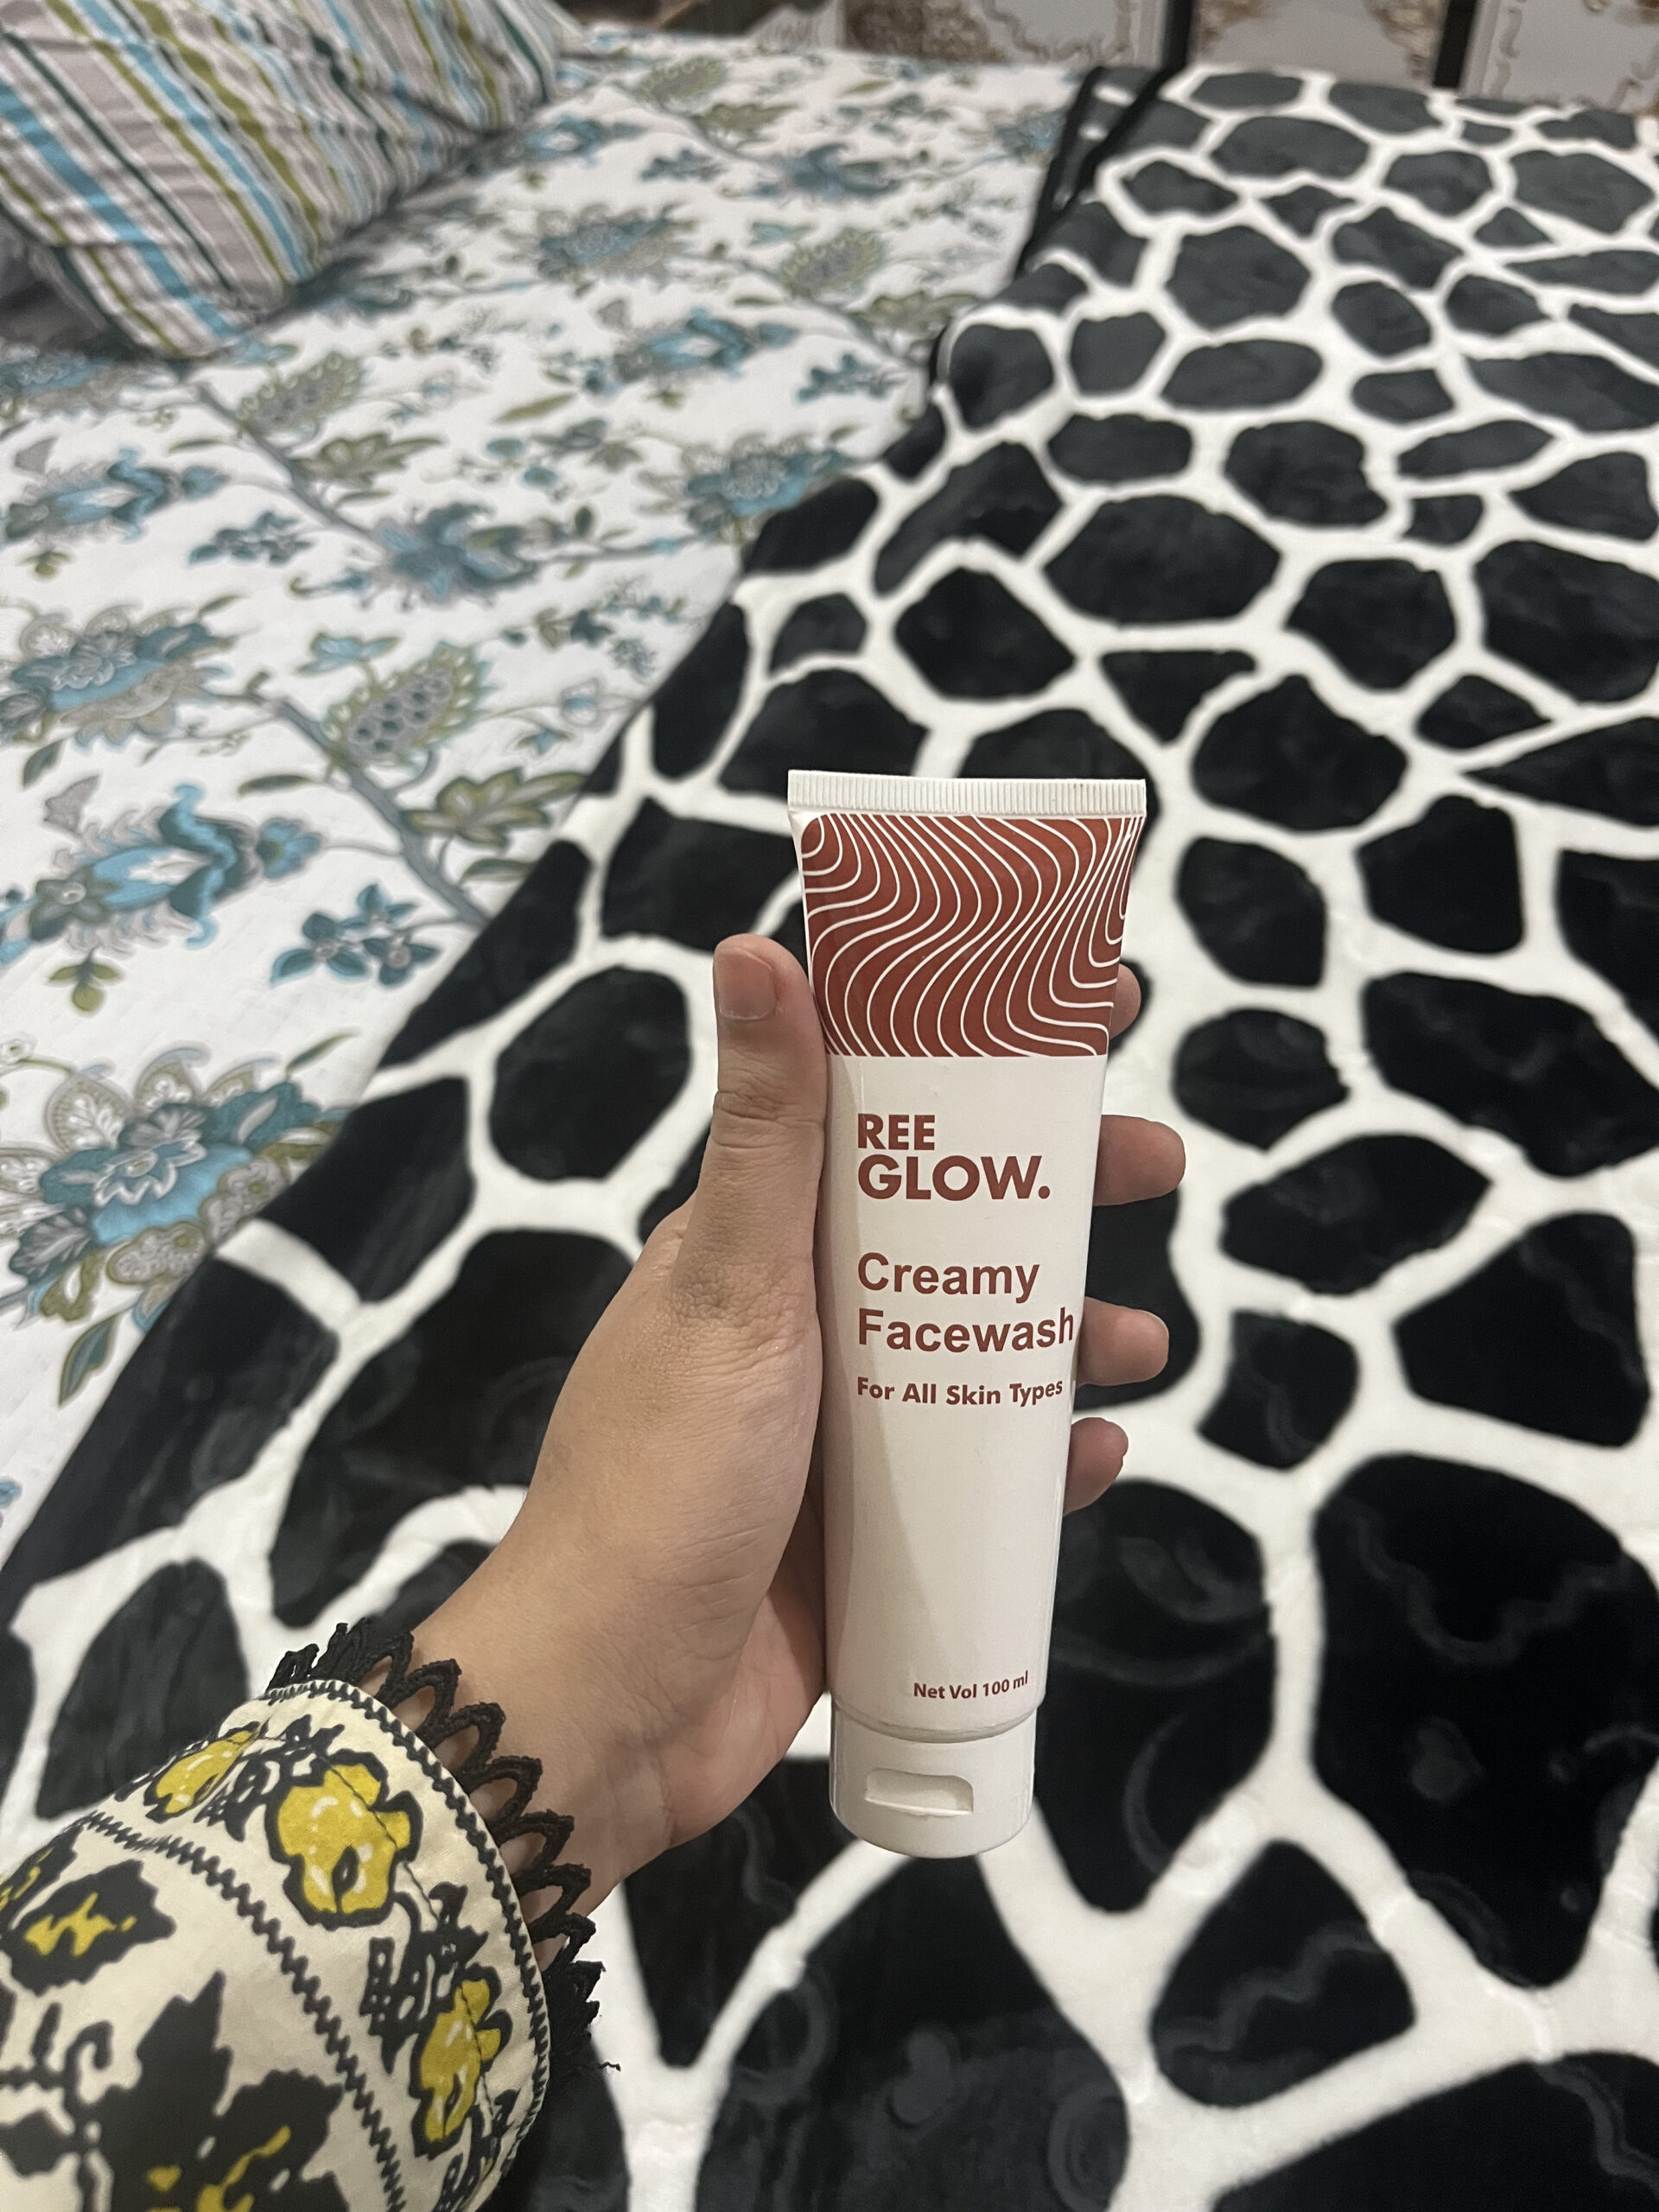 REE
GLOW.
Creamy
Facewash
For All Skin Types
Net Vol 100 ml